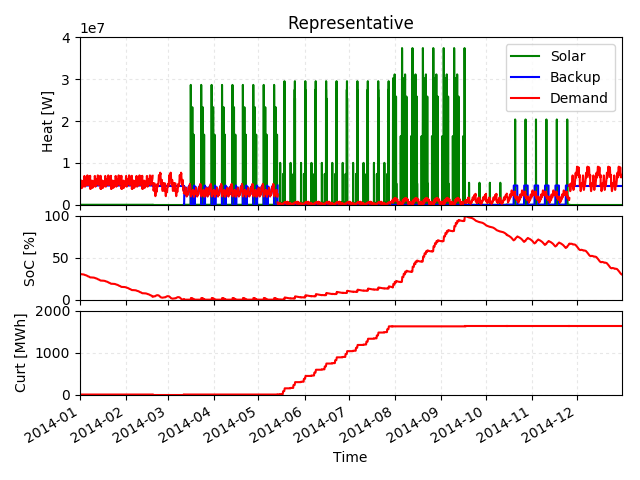 Representative
1e7
4
3
2
1
0
Heat [W]
Solar
Backup
Demand
100
50
0
SoC [%]
2000
1000
0
Curt [MWh]
2014-01
2014-02
2014-03
2014-04
2014-05
2014-06
2014-07
2014-08
2014-09
2014-10
2014-11
2014-12
Time